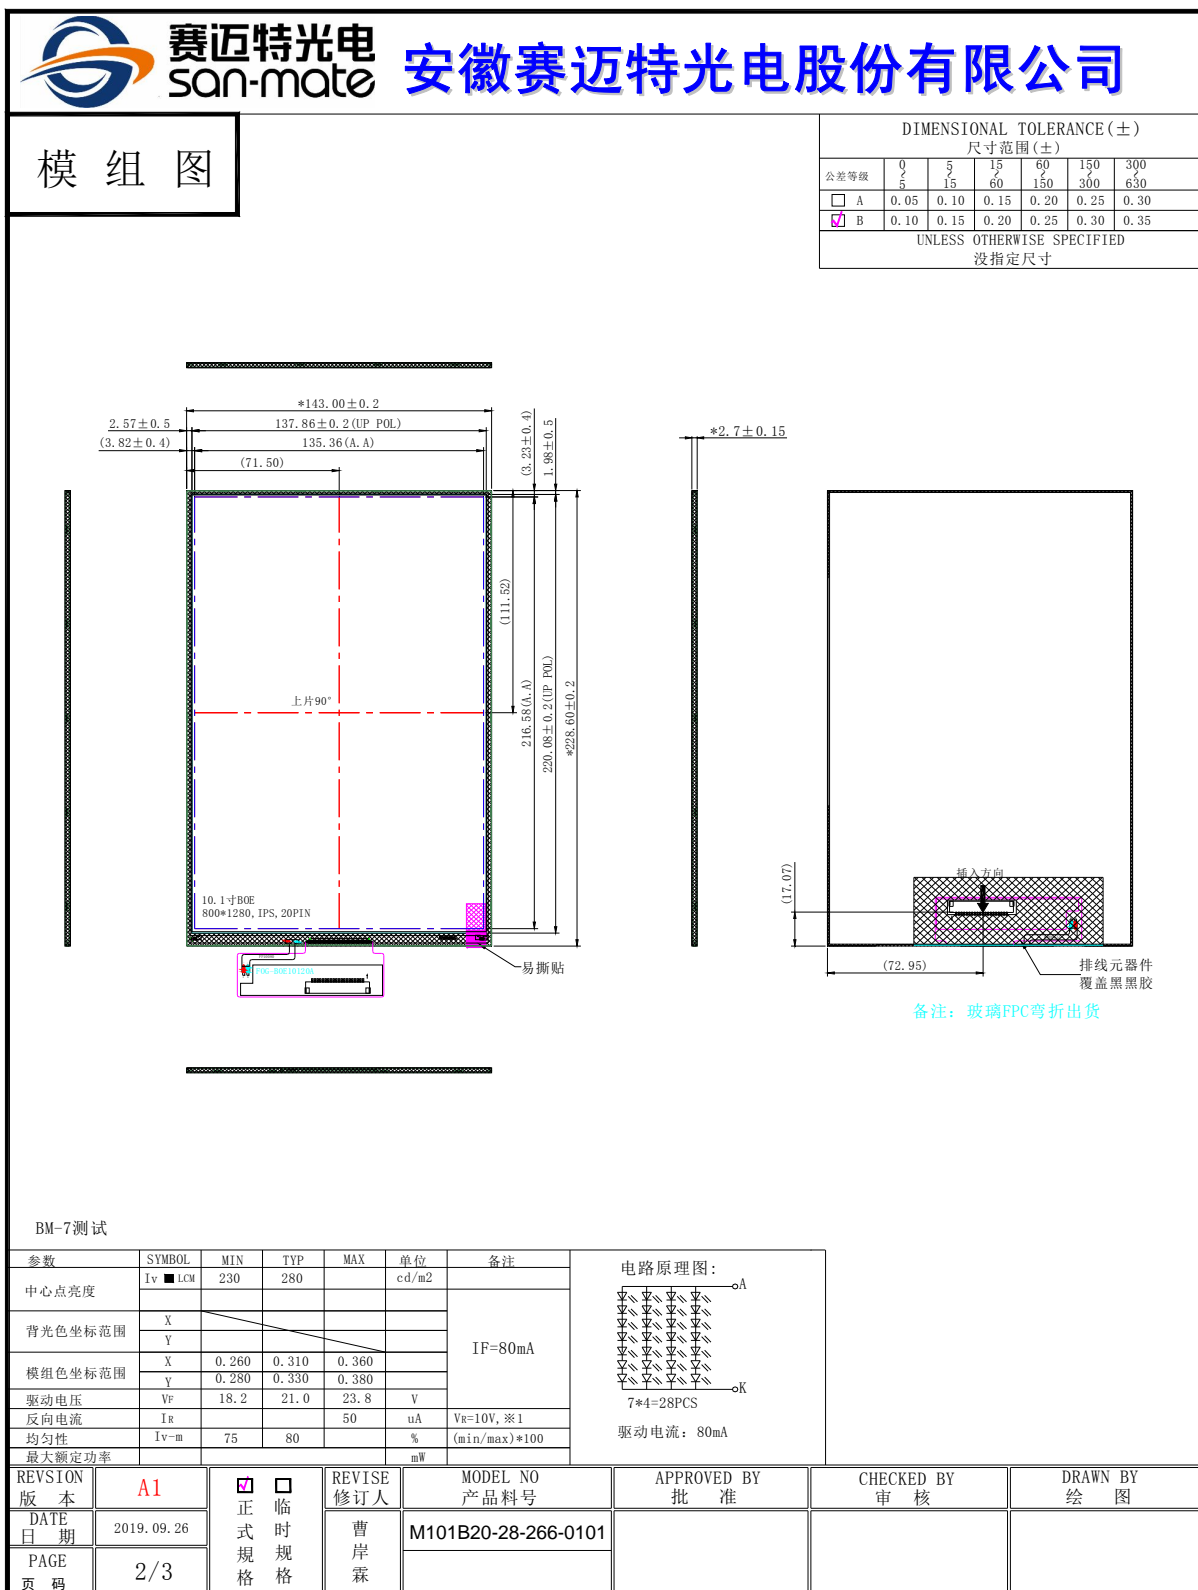 赛迈特光电
san-mate
安徽赛迈特光电股份有限公司
模 组 图
DIMENSIONAL TOLERANCE(±)
尺寸范围(±)
公差等级 0~5 5~15 15~60 60~150 150~300 300~630
A 0.05 0.10 0.15 0.20 0.25 0.30
B 0.10 0.15 0.20 0.25 0.30 0.35
UNLESS OTHERWISE SPECIFIED
没指定尺寸
*143.00±0.2
2.57±0.5
137.86±0.2(UP POL)
(3.82±0.4)
135.36(A.A)
(71.50)
(3.23±0.4)
1.98±0.5
*2.7±0.15
(111.52)
216.58(A.A)
220.08±0.2(UP POL)
*228.60±0.2
上片90°
10.1寸BOE
800*1280,IPS,20PIN
易撕贴
插入方向
(17.07)
(72.95)
排线元器件
覆盖黑黑胶
备注：玻璃FPC弯折出货
BM-7测试
参数 SYMBOL MIN TYP MAX 单位 备注
中心点亮度 Iv ■ LCM 230 280 cd/m2
背光色坐标范围 X
Y
IF=80mA
模组色坐标范围 X 0.260 0.310 0.360
Y 0.280 0.330 0.380
驱动电压 VF 18.2 21.0 23.8 V
反向电流 IR 50 uA VR=10V,※1
均匀性 Iv-m 75 80 % (min/max)*100
最大额定功率 mW
电路原理图:
A
K
7*4=28PCS
驱动电流：80mA
REVSION
版 本
A1
正式规格
临时规格
REVISE
修订人
曹岸霖
MODEL NO
产品料号
M101B20-28-266-0101
APPROVED BY
批 准
CHECKED BY
审 核
DRAWN BY
绘 图
DATE
日 期
2019.09.26
PAGE
页 码
2/3